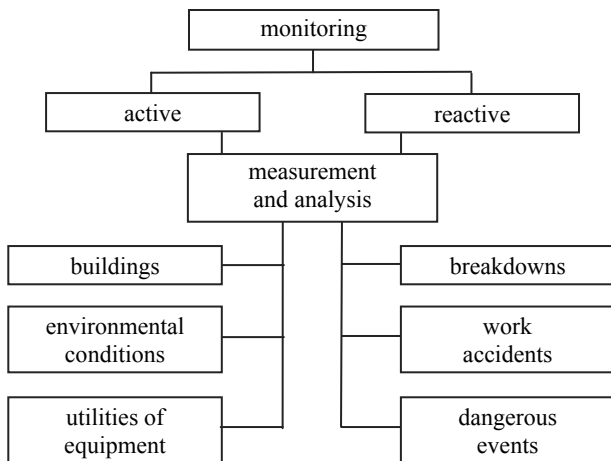 monitoring
active
reactive
measurement
and analysis
buildings
breakdowns
environmental
conditions
work
accidents
utilities of
equipment
dangerous
events